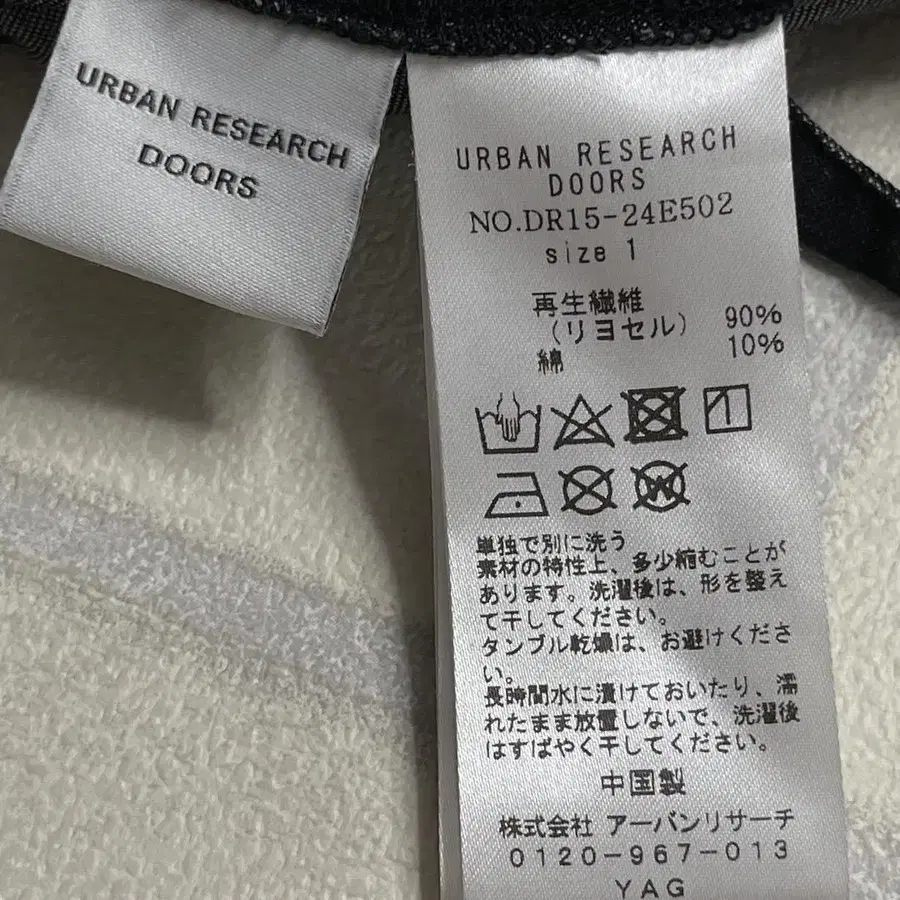 URBAN RESEARCH
DOORS
URBAN RESEARCH
DOORS
NO.DR15-24E502
size 1
再生繊維
（リヨセル） 90%
綿 10%
単独で別に洗う
素材の特性上、多少縮むことが
あります。洗濯後は、形を整え
て干してください。
タンブル乾燥は、お避けくださ
い。
長時間水に漬けておいたり、濡
れたまま放置しないで、洗濯後
はすばやく干してください。
中国製
株式会社 アーバンリサーチ
0120-967-013
YAG